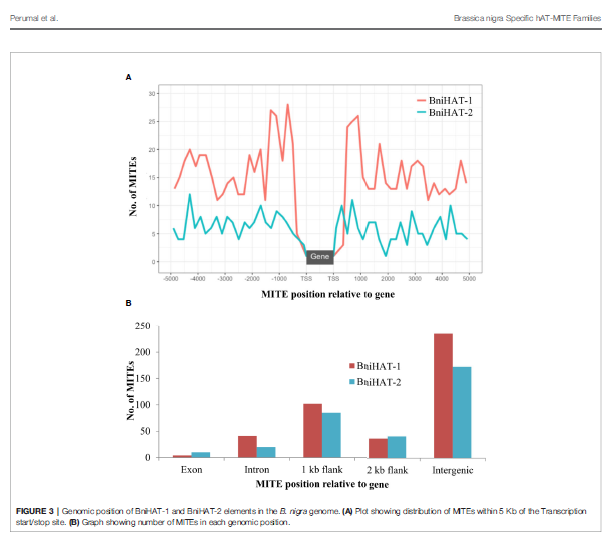 Perumal et al.
Brassica nigra Specific hAT-MITE Families
A
No. of MITEs
30
25
20
15
10
5
0
BniHAT-1
BniHAT-2
Gene
-5000 -4000 -3000 -2000 -1000 TSS TSS 1000 2000 3000 4000 5000
MITE position relative to gene
B
No. of MITEs
250
200
150
100
50
0
BniHAT-1
BniHAT-2
Exon Intron 1 kb flank 2 kb flank Intergenic
MITE position relative to gene
FIGURE 3 | Genomic position of BniHAT-1 and BniHAT-2 elements in the B. nigra genome. (A) Plot showing distribution of MITEs within 5 Kb of the Transcription
start/stop site. (B) Graph showing number of MITEs in each genomic position.